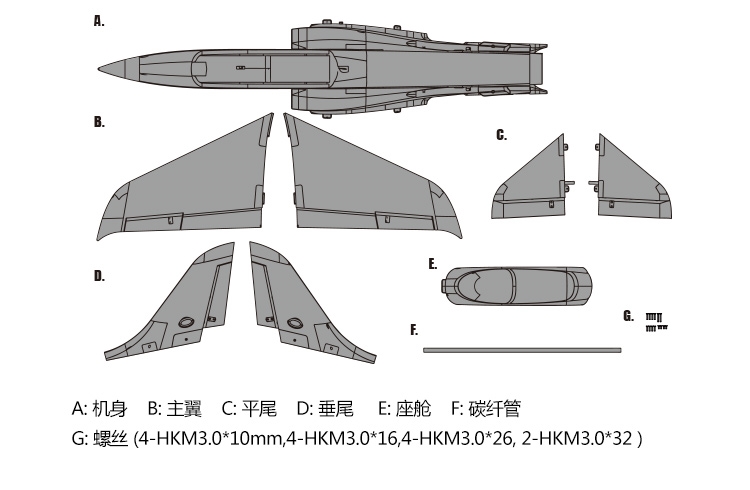 A.
B.
C.
D.
E.
F.
G.
A: 机身 B: 主翼 C: 平尾 D: 垂尾 E: 座舱 F: 碳纤管
G: 螺丝 (4-HKM3.0*10mm,4-HKM3.0*16,4-HKM3.0*26, 2-HKM3.0*32 )